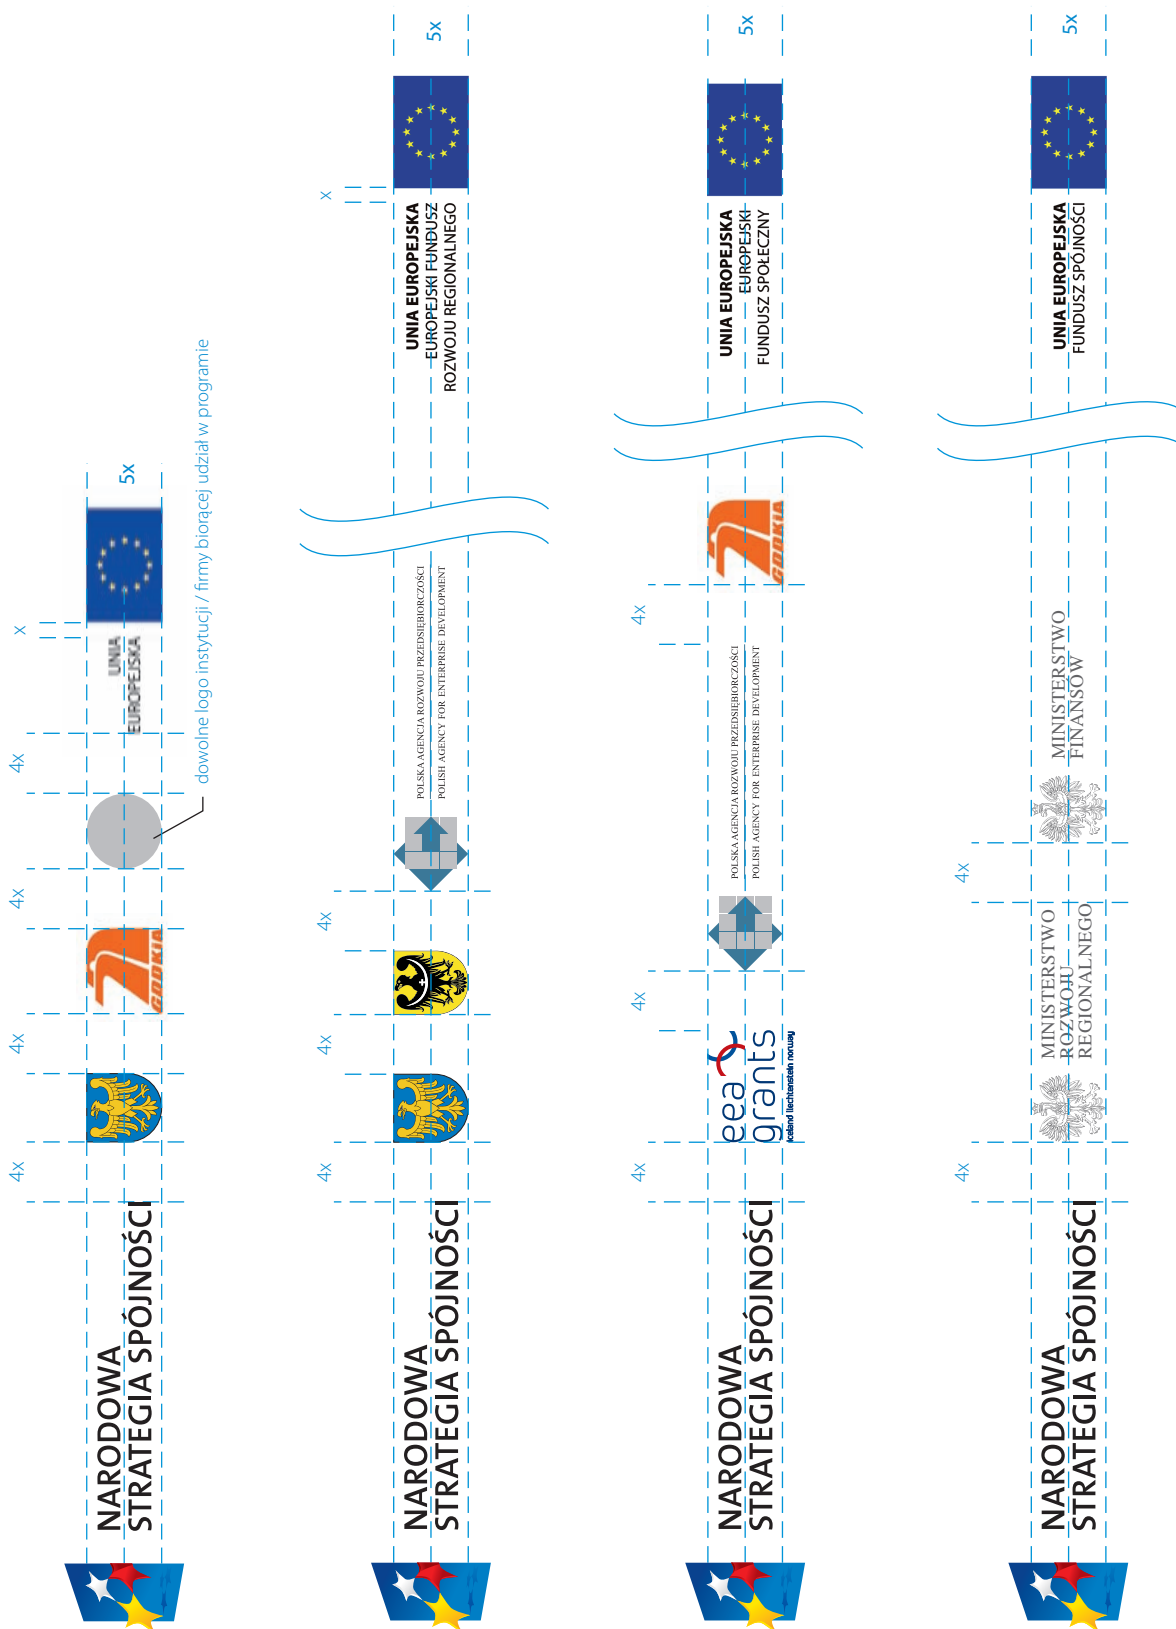 NARODOWA
STRATEGIA SPÓJNOŚCI
4x
4x
GODKIA
4x
4x
UNIA
EUROPEJSKA
x
5x
dowolne logo instytucji / firmy biorącej udział w programie
NARODOWA
STRATEGIA SPÓJNOŚCI
4x
4x
4x
POLSKA AGENCJA ROZWOJU PRZEDSIĘBIORCZOŚCI
POLISH AGENCY FOR ENTERPRISE DEVELOPMENT
UNIA EUROPEJSKA
EUROPEJSKI FUNDUSZ
ROZWOJU REGIONALNEGO
x
5x
NARODOWA
STRATEGIA SPÓJNOŚCI
4x
eea
grants
iceland liechtenstein norway
4x
POLSKA AGENCJA ROZWOJU PRZEDSIĘBIORCZOŚCI
POLISH AGENCY FOR ENTERPRISE DEVELOPMENT
4x
GODKIA
UNIA EUROPEJSKA
EUROPEJSKI
FUNDUSZ SPOŁECZNY
5x
NARODOWA
STRATEGIA SPÓJNOŚCI
4x
MINISTERSTWO
ROZWOJU
REGIONALNEGO
4x
MINISTERSTWO
FINANSÓW
UNIA EUROPEJSKA
FUNDUSZ SPÓJNOŚCI
5x